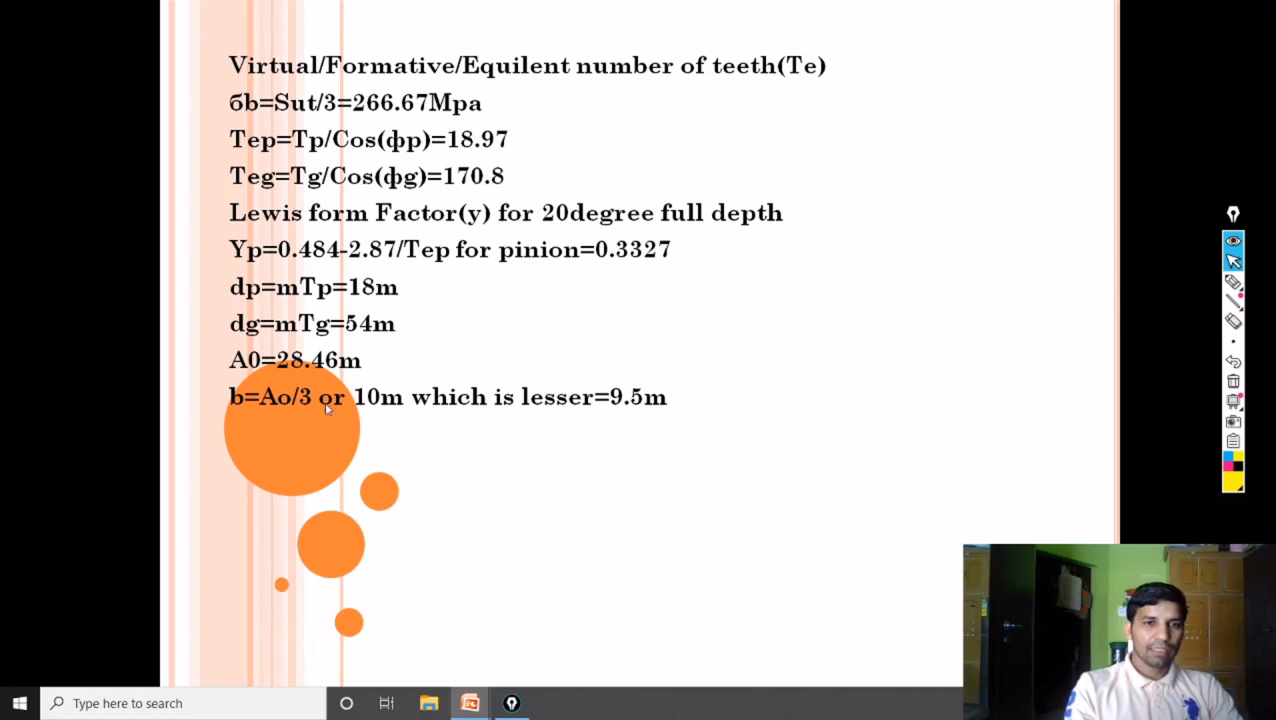 Virtual/Formative/Equilent number of teeth(Te)
бb=Sut/3=266.67Mpa
Tep=Tp/Cos(фp)=18.97
Teg=Tg/Cos(фg)=170.8
Lewis form Factor(y) for 20degree full depth
Yp=0.484-2.87/Tep for pinion=0.3327
dp=mTp=18m
dg=mTg=54m
A0=28.46m
b=Ao/3 or 10m which is lesser=9.5m
Type here to search